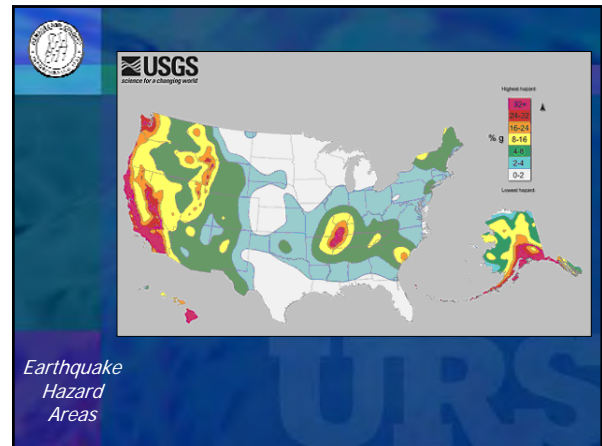 USGS
science for a changing world
Highest hazard
32+
24-32
16-24
% g
8-16
4-8
2-4
0-2
Lowest hazard
Earthquake
Hazard
Areas
URS